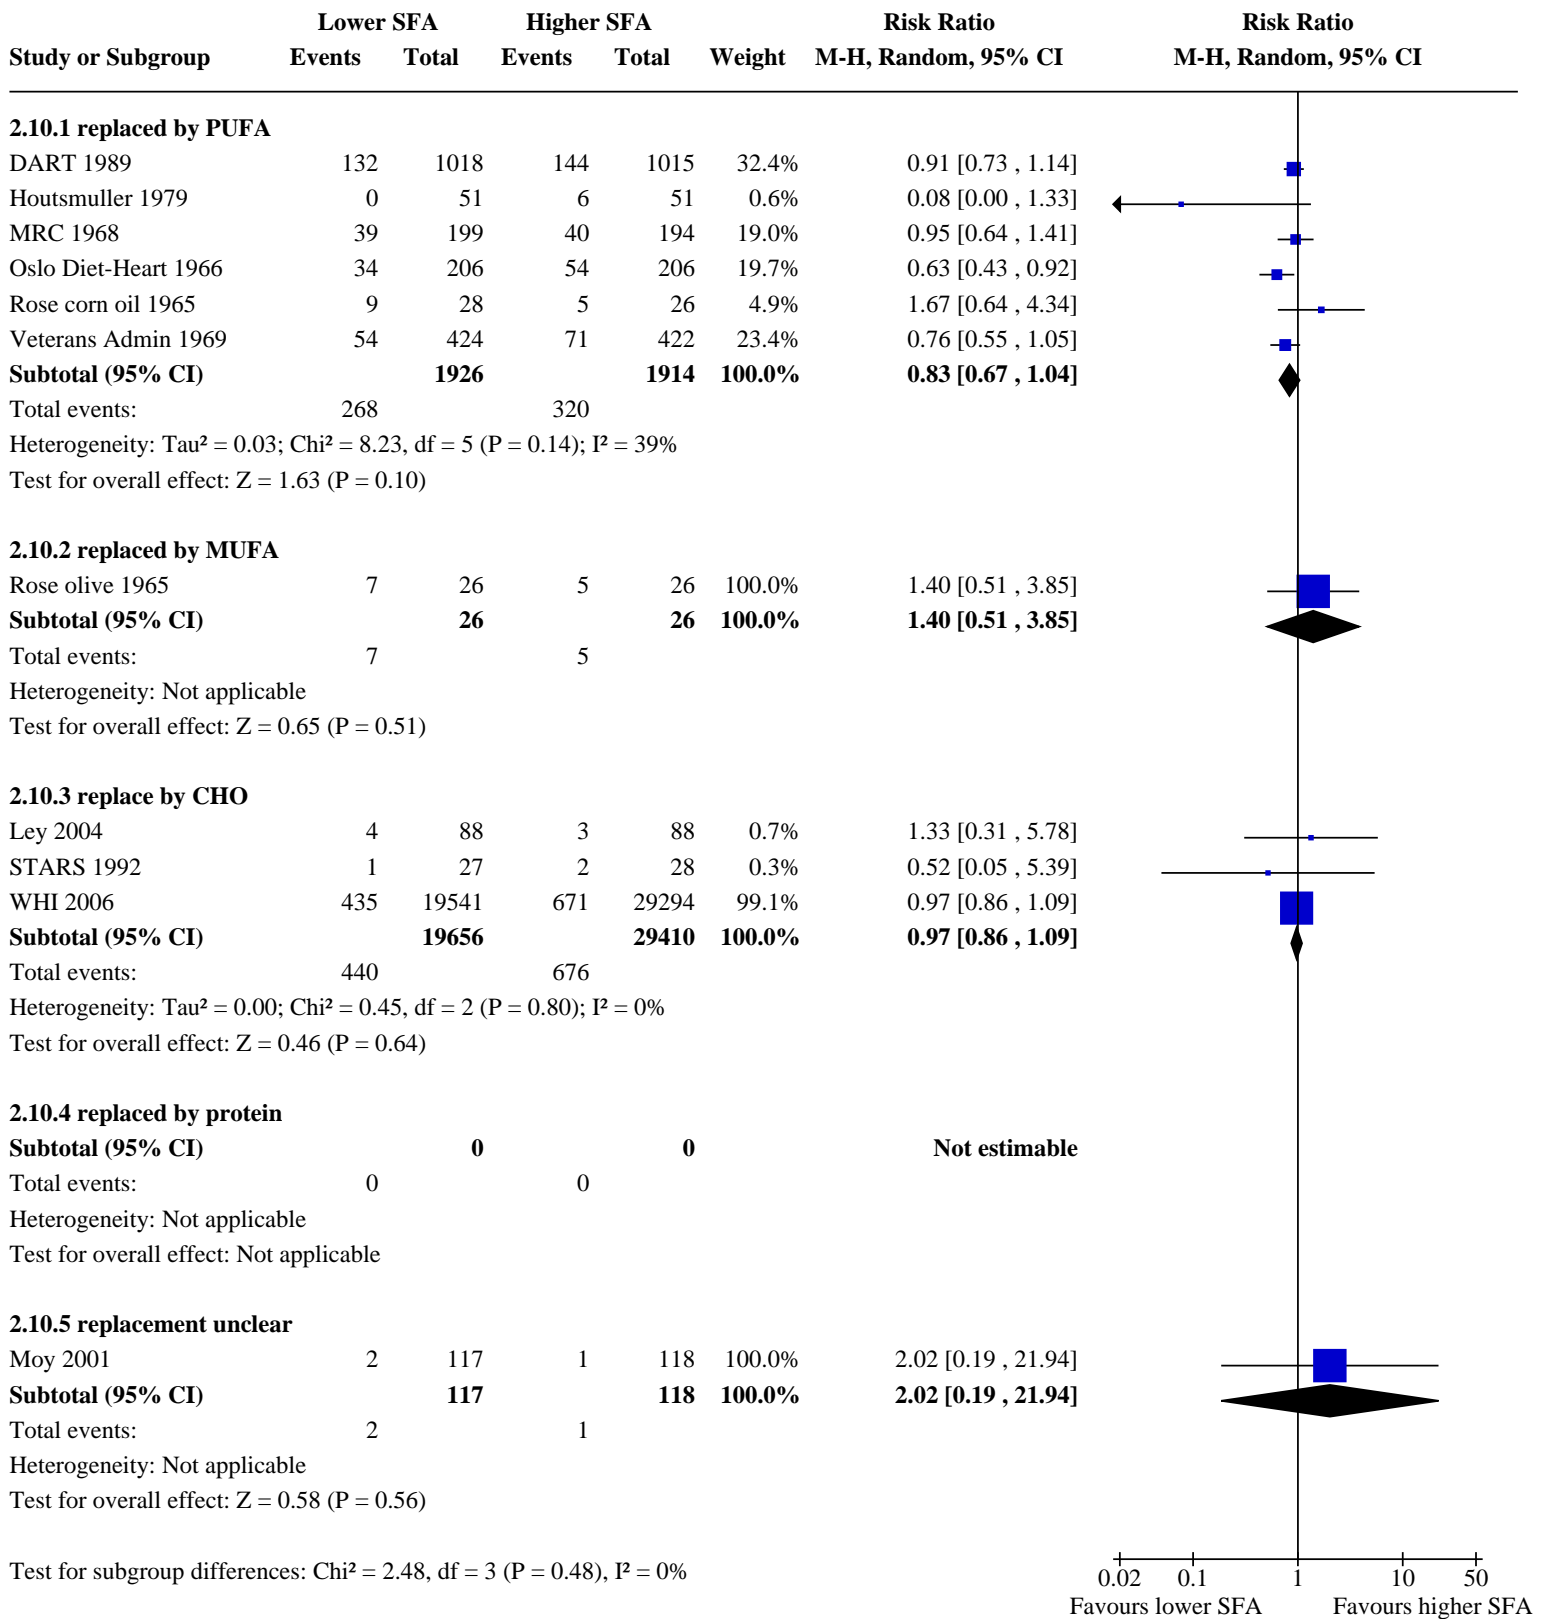 Lower SFA Higher SFA Risk Ratio Risk Ratio
Study or Subgroup Events Total Events Total Weight M-H, Random, 95% CI M-H, Random, 95% CI
2.10.1 replaced by PUFA
DART 1989 132 1018 144 1015 32.4% 0.91 [0.73 , 1.14]
Houtsmuller 1979 0 51 6 51 0.6% 0.08 [0.00 , 1.33]
MRC 1968 39 199 40 194 19.0% 0.95 [0.64 , 1.41]
Oslo Diet-Heart 1966 34 206 54 206 19.7% 0.63 [0.43 , 0.92]
Rose corn oil 1965 9 28 5 26 4.9% 1.67 [0.64 , 4.34]
Veterans Admin 1969 54 424 71 422 23.4% 0.76 [0.55 , 1.05]
Subtotal (95% CI) 1926 1914 100.0% 0.83 [0.67 , 1.04]
Total events: 268 320
Heterogeneity: Tau² = 0.03; Chi² = 8.23, df = 5 (P = 0.14); I² = 39%
Test for overall effect: Z = 1.63 (P = 0.10)
2.10.2 replaced by MUFA
Rose olive 1965 7 26 5 26 100.0% 1.40 [0.51 , 3.85]
Subtotal (95% CI) 26 26 100.0% 1.40 [0.51 , 3.85]
Total events: 7 5
Heterogeneity: Not applicable
Test for overall effect: Z = 0.65 (P = 0.51)
2.10.3 replace by CHO
Ley 2004 4 88 3 88 0.7% 1.33 [0.31 , 5.78]
STARS 1992 1 27 2 28 0.3% 0.52 [0.05 , 5.39]
WHI 2006 435 19541 671 29294 99.1% 0.97 [0.86 , 1.09]
Subtotal (95% CI) 19656 29410 100.0% 0.97 [0.86 , 1.09]
Total events: 440 676
Heterogeneity: Tau² = 0.00; Chi² = 0.45, df = 2 (P = 0.80); I² = 0%
Test for overall effect: Z = 0.46 (P = 0.64)
2.10.4 replaced by protein
Subtotal (95% CI) 0 0 Not estimable
Total events: 0 0
Heterogeneity: Not applicable
Test for overall effect: Not applicable
2.10.5 replacement unclear
Moy 2001 2 117 1 118 100.0% 2.02 [0.19 , 21.94]
Subtotal (95% CI) 117 118 100.0% 2.02 [0.19 , 21.94]
Total events: 2 1
Heterogeneity: Not applicable
Test for overall effect: Z = 0.58 (P = 0.56)
Test for subgroup differences: Chi² = 2.48, df = 3 (P = 0.48), I² = 0%
0.02 0.1 1 10 50
Favours lower SFA Favours higher SFA